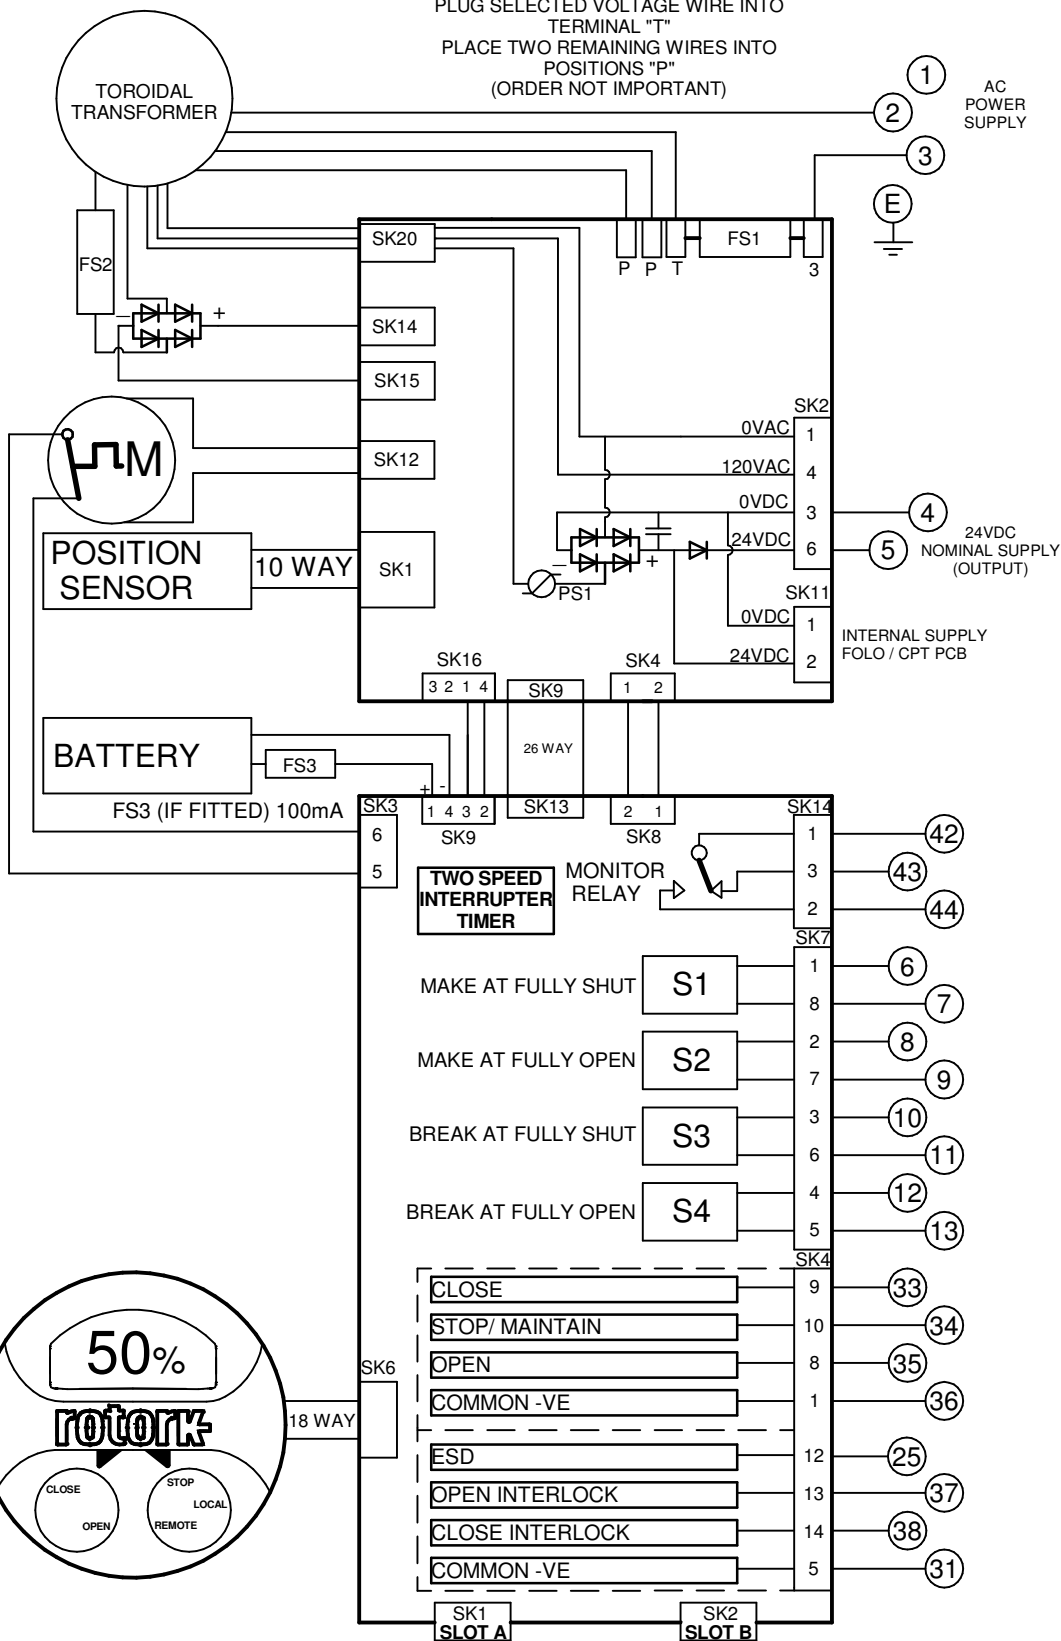 PLUG SELECTED VOLTAGE WIRE INTO
TERMINAL "T"
PLACE TWO REMAINING WIRES INTO
POSITIONS "P"
(ORDER NOT IMPORTANT)
TOROIDAL
TRANSFORMER
1
2
3
E
AC
POWER
SUPPLY
FS2
SK20
P P T
FS1
3
SK14
SK15
SK12
SK1
− +
M
POSITION
SENSOR
10 WAY
SK2
0VAC 1
120VAC 4
0VDC 3
24VDC 6
4
5
24VDC
NOMINAL SUPPLY
(OUTPUT)
− +
PS1
SK11
0VDC 1
24VDC 2
INTERNAL SUPPLY
FOLO / CPT PCB
SK16
3 2 1 4
SK9
SK4
1 2
26 WAY
BATTERY
FS3
FS3 (IF FITTED) 100mA
+ -
SK3
6
5
1 4 3 2
SK9
SK13
2 1
SK8
TWO SPEED
INTERRUPTER
TIMER
MONITOR
RELAY
SK14
1 42
3 43
2 44
SK7
MAKE AT FULLY SHUT S1
1 6
8 7
MAKE AT FULLY OPEN S2
2 8
7 9
BREAK AT FULLY SHUT S3
3 10
6 11
BREAK AT FULLY OPEN S4
4 12
5 13
SK4
CLOSE 9 33
STOP/ MAINTAIN 10 34
OPEN 8 35
COMMON -VE 1 36
ESD 12 25
OPEN INTERLOCK 13 37
CLOSE INTERLOCK 14 38
COMMON -VE 5 31
50%
rotork
CLOSE
OPEN
STOP
LOCAL
REMOTE
18 WAY
SK6
SK1
SLOT A
SK2
SLOT B